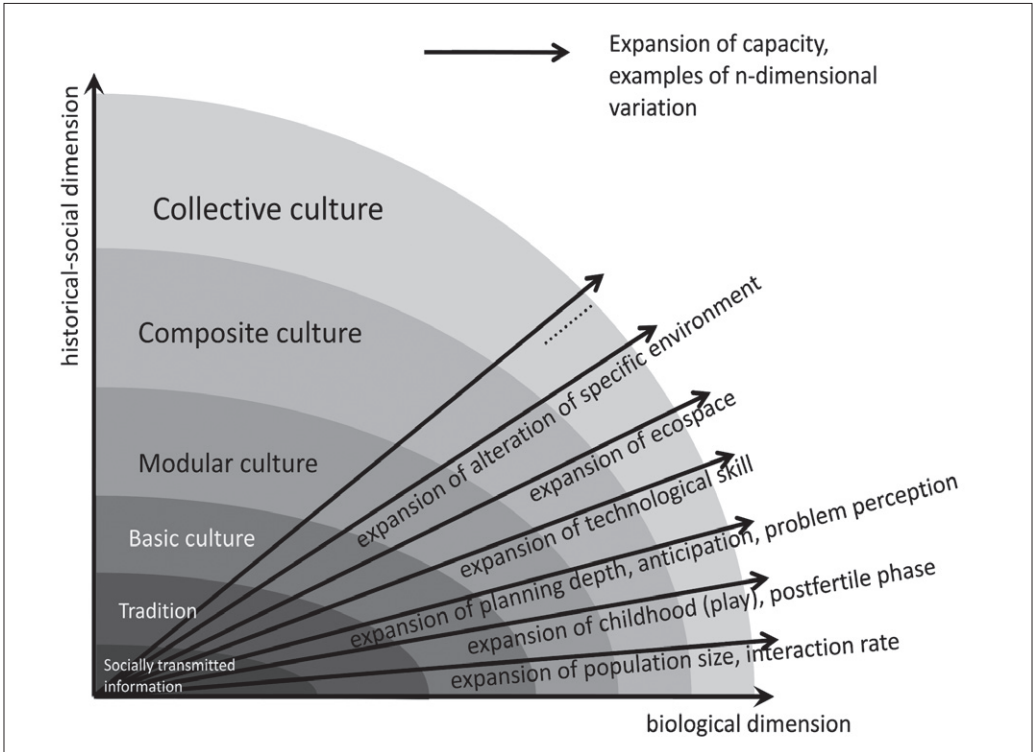 Expansion of capacity,
examples of n-dimensional
variation
historical-social dimension
Collective culture
Composite culture
Modular culture
Basic culture
Tradition
Socially transmitted
information
expansion of alteration of specific environment
expansion of ecospace
expansion of technological skill
expansion of planning depth, anticipation, problem perception
expansion of childhood (play), postfertile phase
expansion of population size, interaction rate
biological dimension